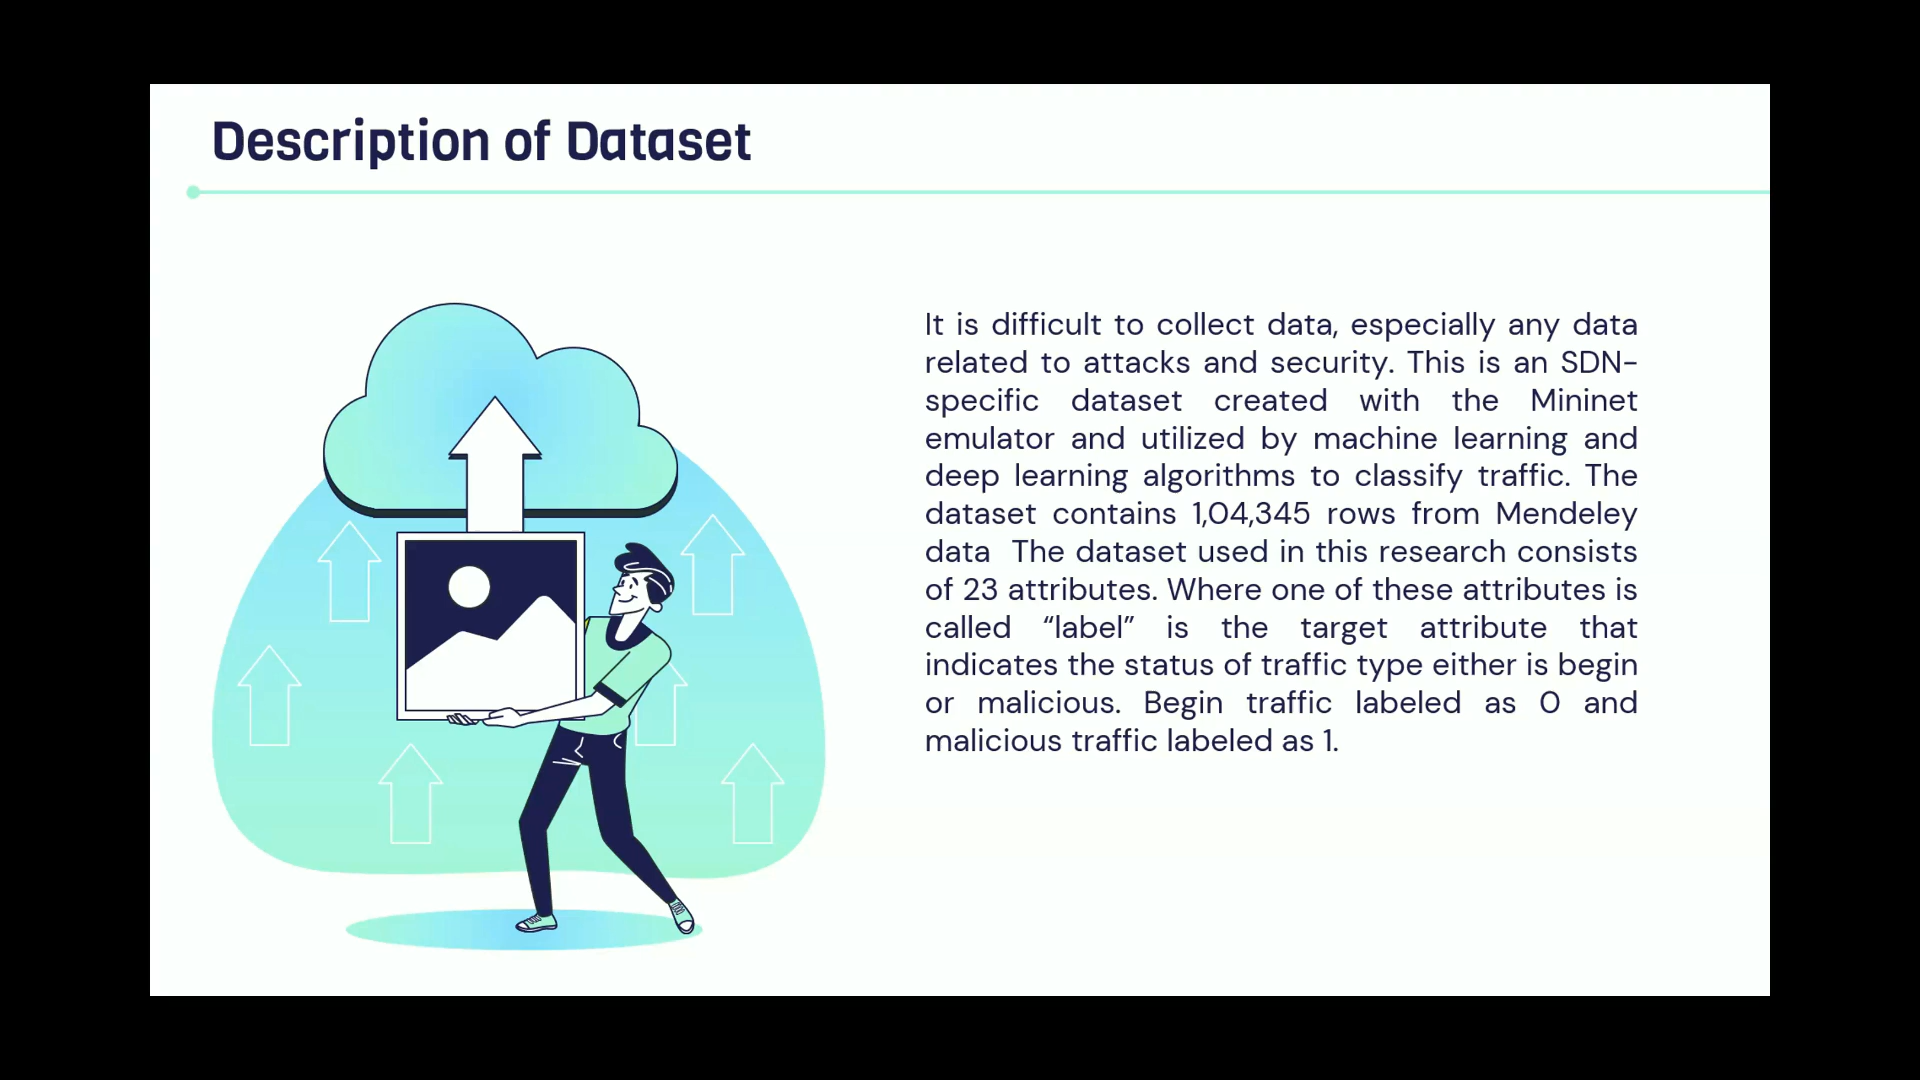 Description of Dataset
It is difficult to collect data, especially any data
related to attacks and security. This is an SDN-
specific dataset created with the Mininet
emulator and utilized by machine learning and
deep learning algorithms to classify traffic. The
dataset contains 1,04,345 rows from Mendeley
data  The dataset used in this research consists
of 23 attributes. Where one of these attributes is
called “label” is the target attribute that
indicates the status of traffic type either is begin
or malicious. Begin traffic labeled as 0 and
malicious traffic labeled as 1.